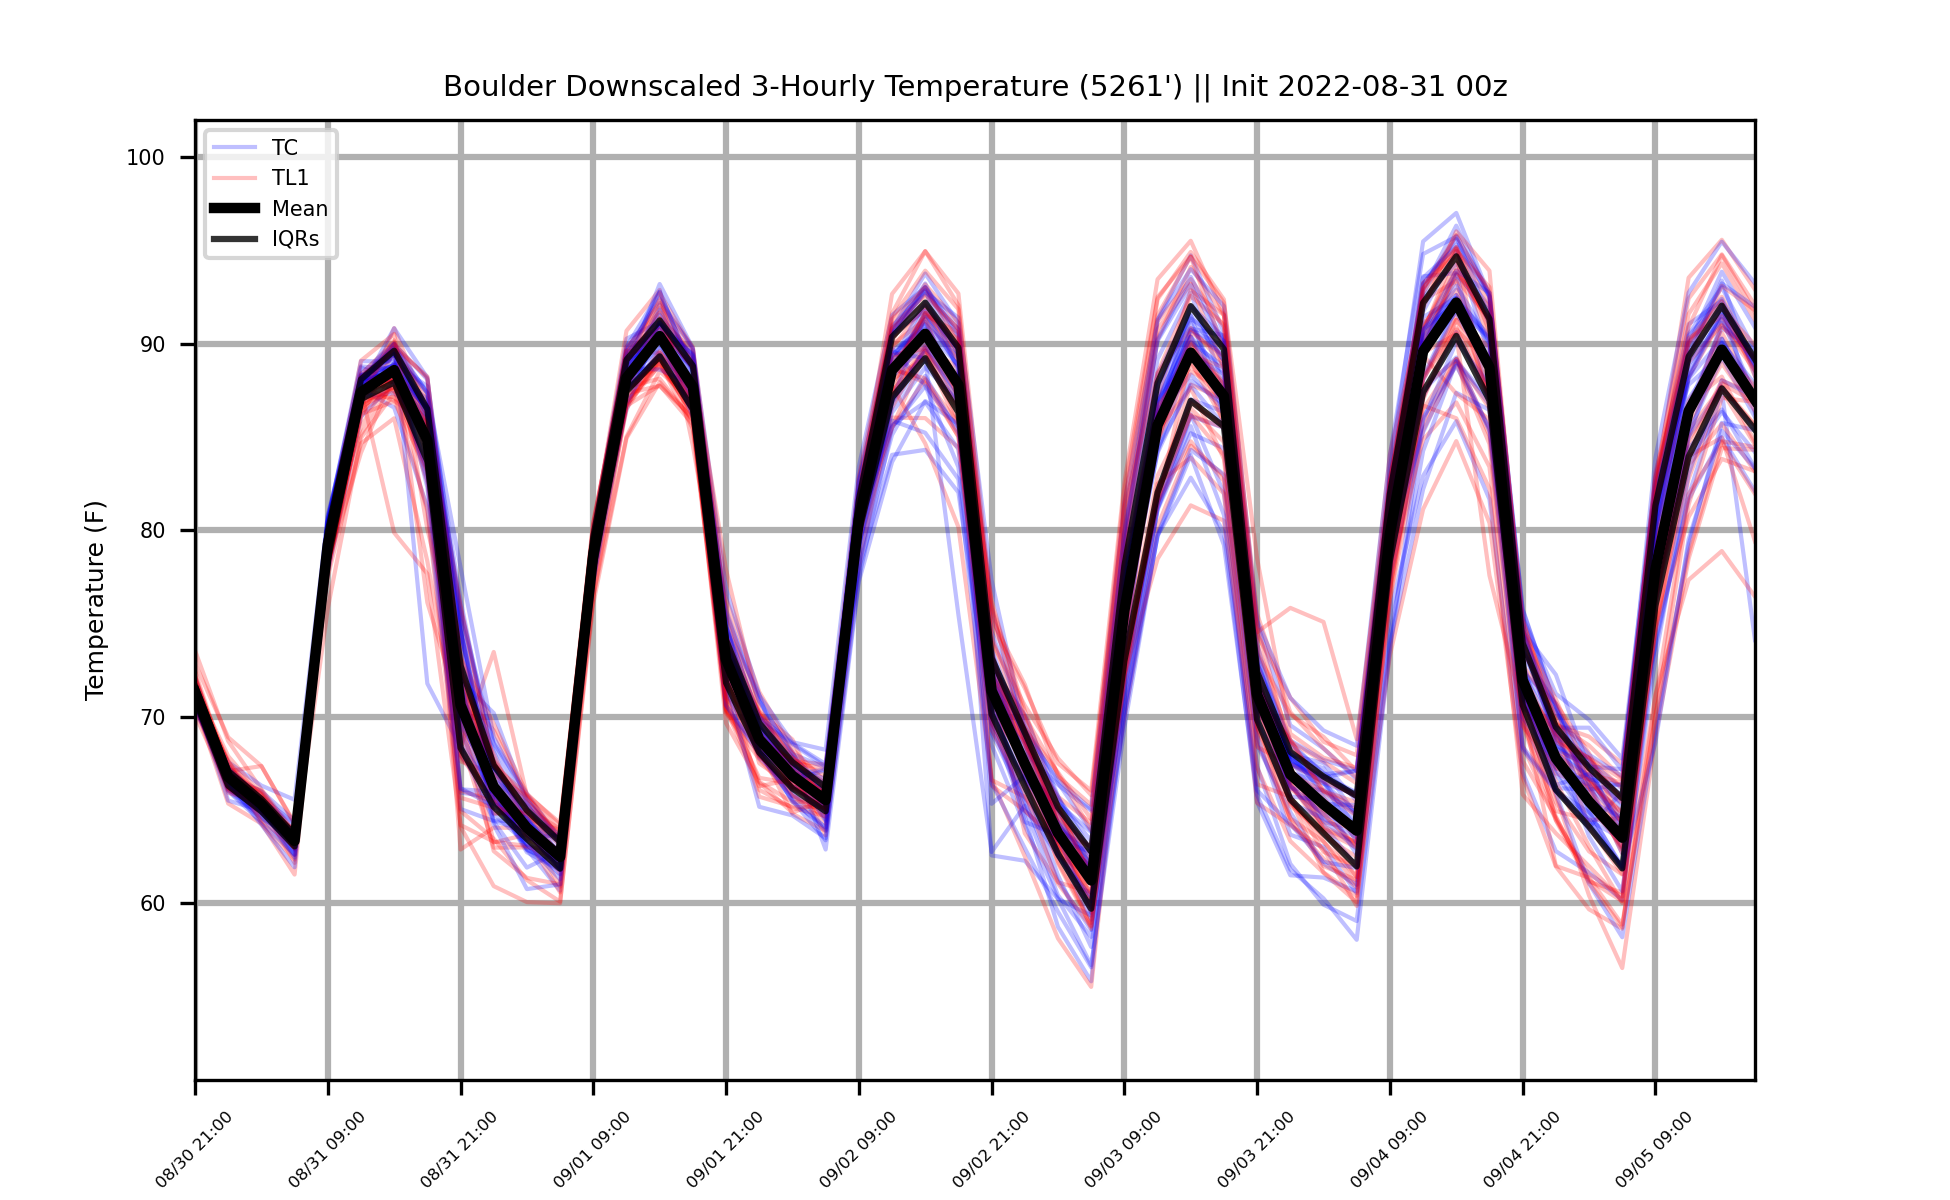 Boulder Downscaled 3-Hourly Temperature (5261') || Init 2022-08-31 00z
TC
TL1
Mean
IQRs
Temperature (F)
100
90
80
70
60
08/30 21:00
08/31 09:00
08/31 21:00
09/01 09:00
09/01 21:00
09/02 09:00
09/02 21:00
09/03 09:00
09/03 21:00
09/04 09:00
09/04 21:00
09/05 09:00